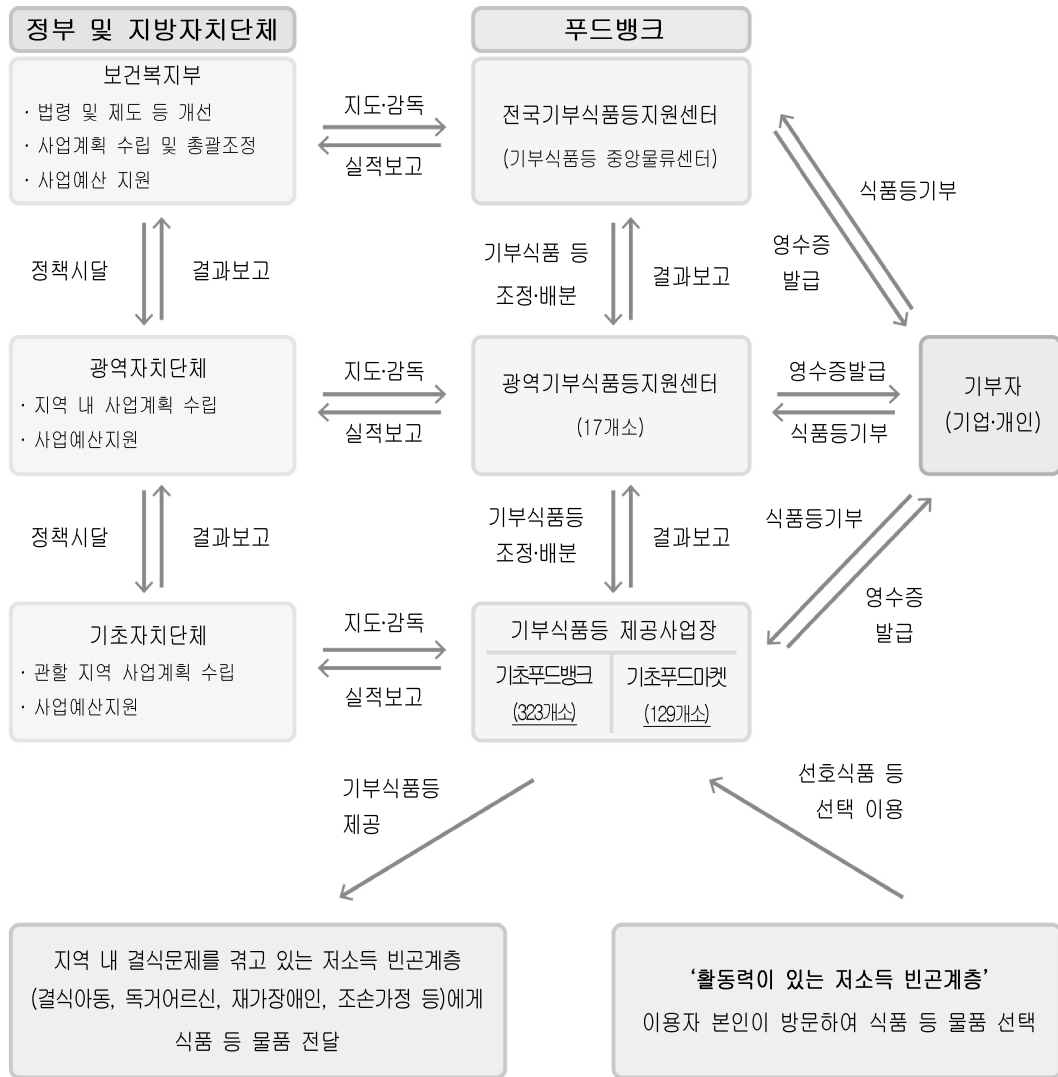 정부 및 지방자치단체
푸드뱅크
보건복지부
· 법령 및 제도 등 개선
· 사업계획 수립 및 총괄조정
· 사업예산 지원
지도·감독
실적보고
전국기부식품등지원센터
(기부식품등 중앙물류센터)
식품등기부
영수증
발급
정책시달
결과보고
기부식품 등
조정·배분
결과보고
광역자치단체
· 지역 내 사업계획 수립
· 사업예산지원
지도·감독
실적보고
광역기부식품등지원센터
(17개소)
영수증발급
식품등기부
기부자
(기업·개인)
정책시달
결과보고
기부식품등
조정·배분
결과보고
식품등기부
영수증
발급
기초자치단체
· 관할 지역 사업계획 수립
· 사업예산지원
지도·감독
실적보고
기부식품등 제공사업장
기초푸드뱅크
(323개소)
기초푸드마켓
(129개소)
기부식품등
제공
선호식품 등
선택 이용
지역 내 결식문제를 겪고 있는 저소득 빈곤계층
(결식아동, 독거어르신, 재가장애인, 조손가정 등)에게
식품 등 물품 전달
‘활동력이 있는 저소득 빈곤계층’
이용자 본인이 방문하여 식품 등 물품 선택